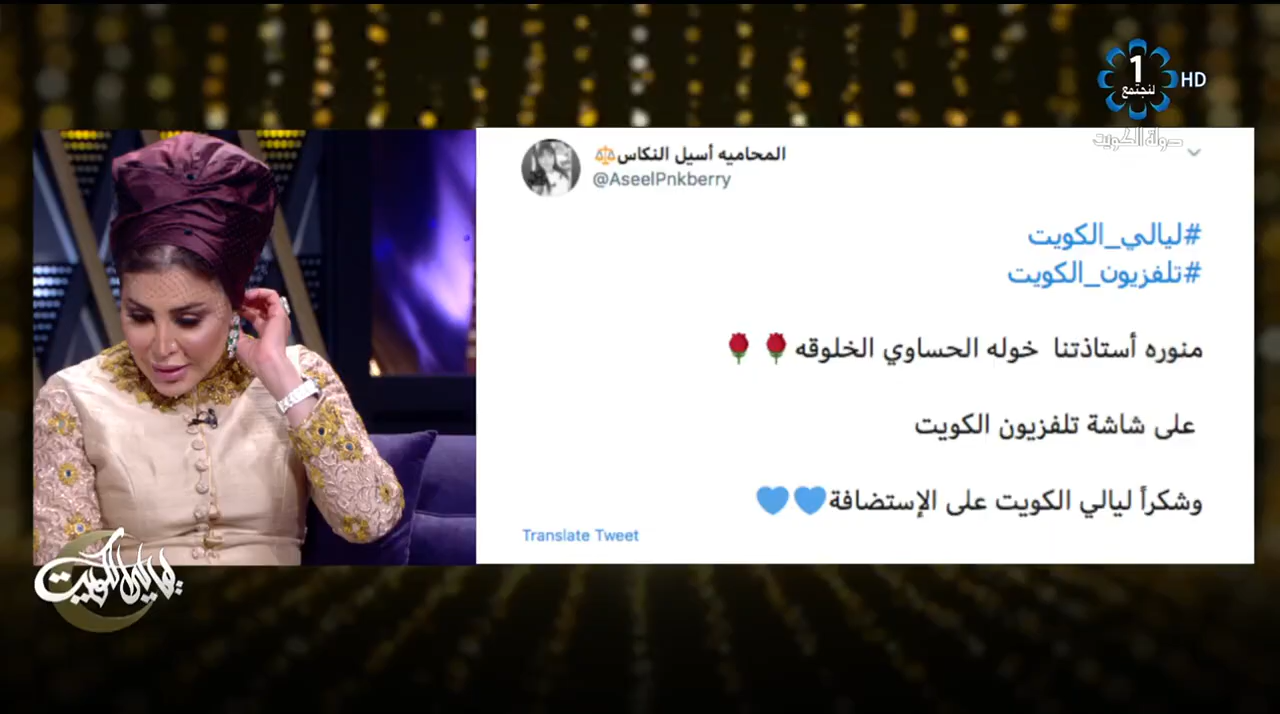 1
لنجتمع
HD
دولة الكويت
المحاميه أسيل النكاس
@AseelPnkberry
#ليالي_الكويت
#تلفزيون_الكويت
منوره أستاذتنا خوله الحساوي الخلوقه
على شاشة تلفزيون الكويت
وشكراً ليالي الكويت على الإستضافة
Translate Tweet
ليالي الكويت